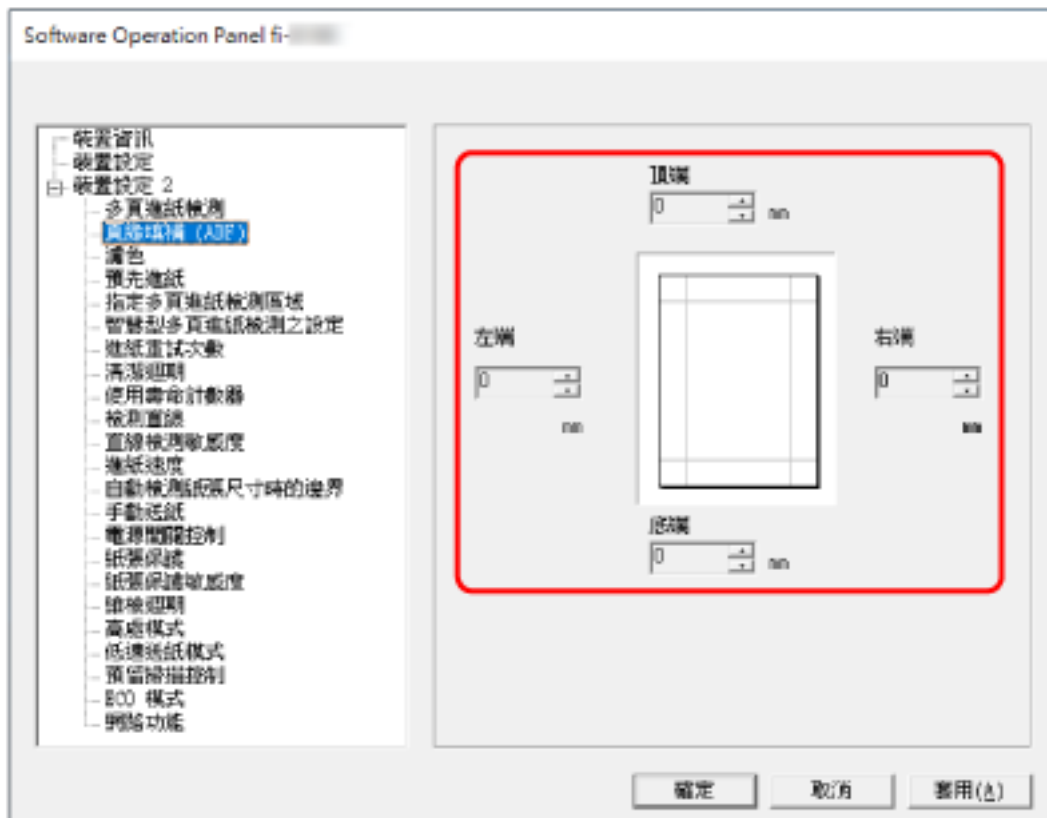 Software Operation Panel fi-
裝置資訊
裝置設定
裝置設定 2
多頁進紙檢測
頁緣填補 (ADF)
濾色
預先進紙
指定多頁進紙檢測區域
智慧型多頁進紙檢測之設定
進紙重試次數
清潔週期
使用壽命計數器
檢測直線
直線檢測敏感度
進紙速度
自動檢測紙張尺寸時的邊界
手動送紙
電源開關控制
紙張保護
紙張保護敏感度
維檢週期
高處模式
低速送紙模式
預留掃描控制
ECO 模式
網路功能
頂端
0 mm
左端
0
mm
右端
0
mm
底端
0 mm
確定 取消 套用(A)